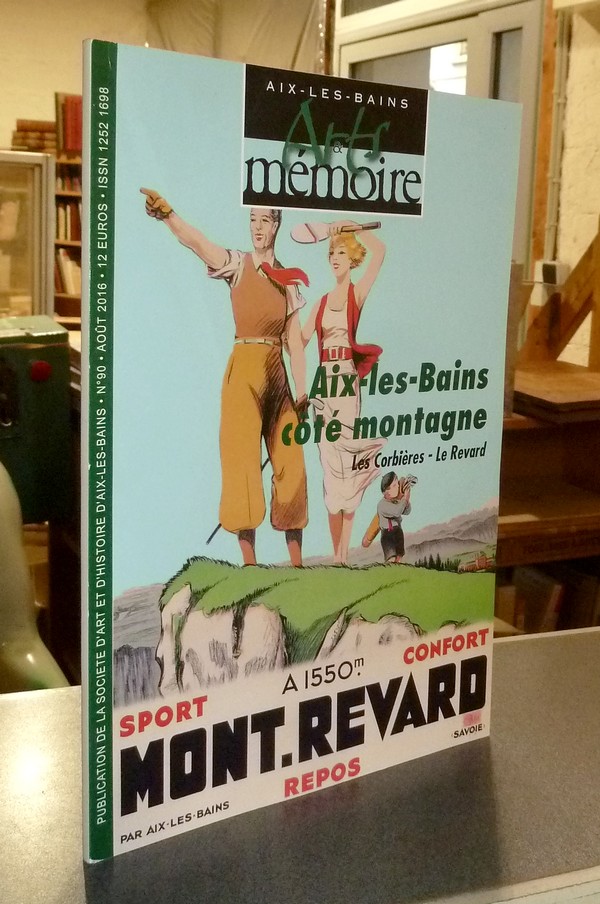 PUBLICATION DE LA SOCIETE D'ART ET D'HISTOIRE D'AIX-LES-BAINS • N°90 • AOÛT 2016 • 12 EUROS • ISSN 1252 1698
AIX-LES-BAINS
Arts
&
mémoire
Aix-les-Bains
côté montagne
Les Corbières - Le Revard
A 1550m.
SPORT
CONFORT
MONT.REVARD
REPOS
(SAVOIE)
PAR AIX-LES-BAINS